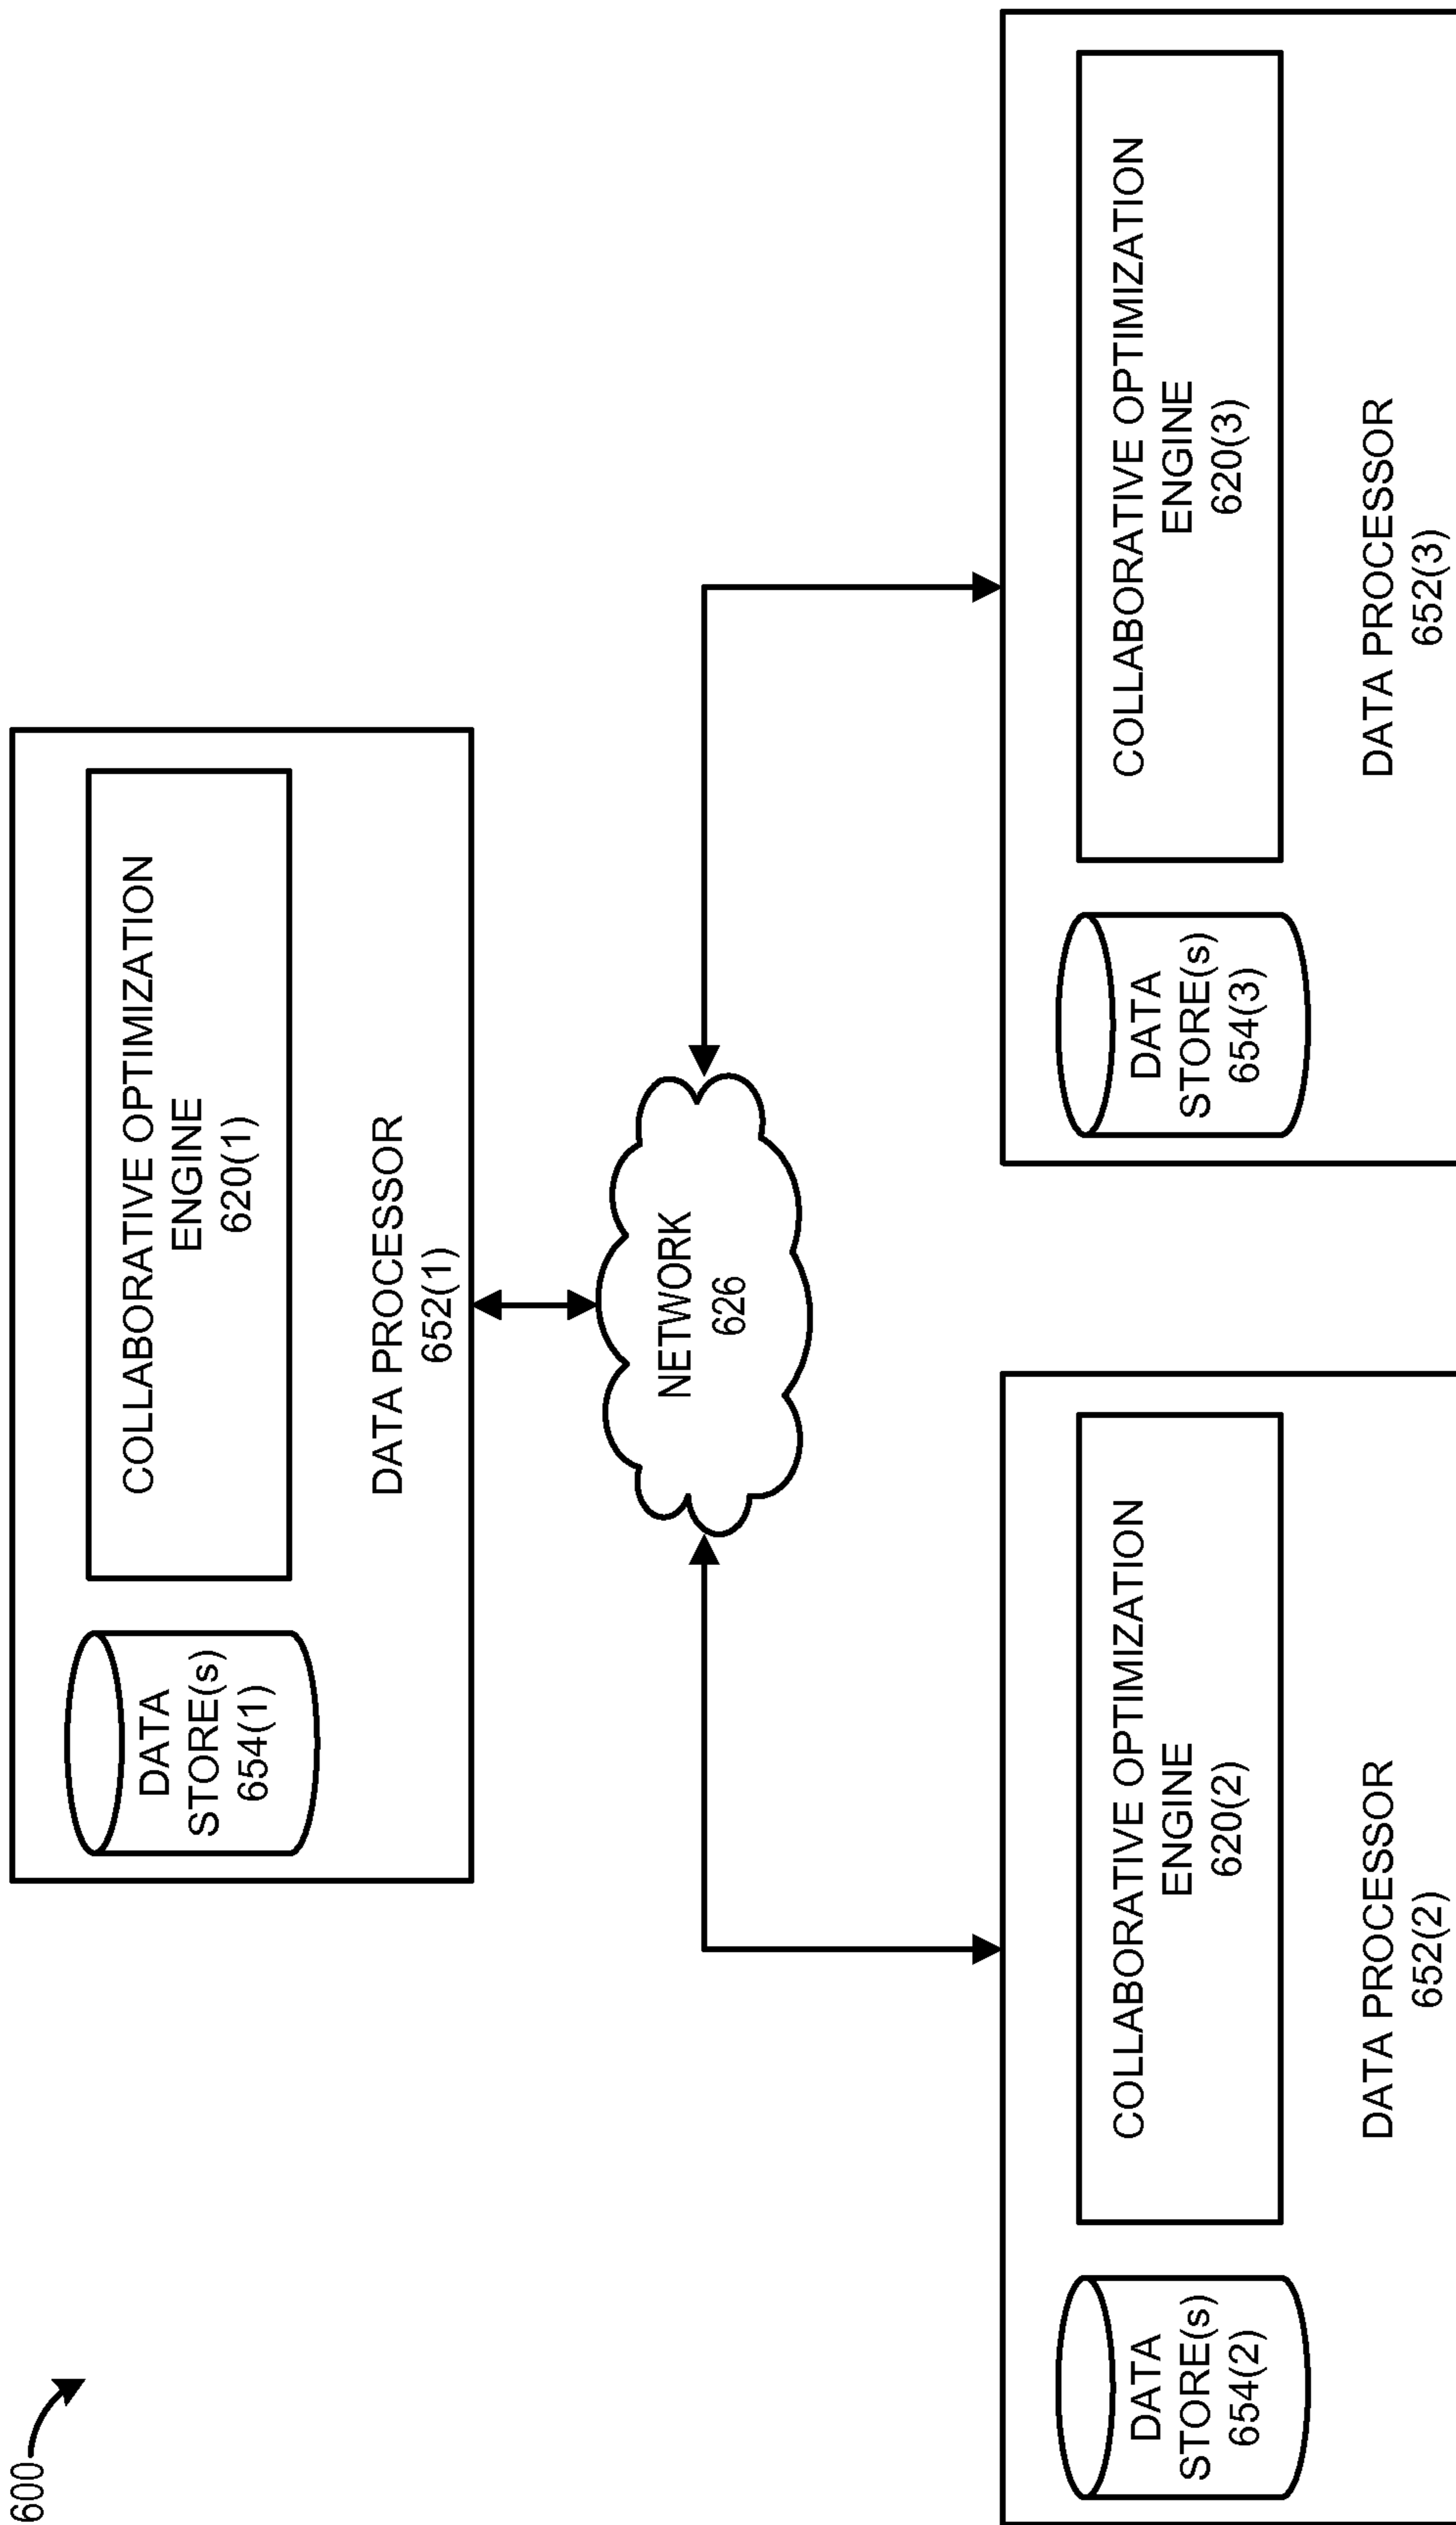 600
DATA
STORE(s)
654(1)
COLLABORATIVE OPTIMIZATION
ENGINE
620(1)
DATA PROCESSOR
652(1)
NETWORK
626
DATA
STORE(s)
654(2)
COLLABORATIVE OPTIMIZATION
ENGINE
620(2)
DATA PROCESSOR
652(2)
DATA
STORE(s)
654(3)
COLLABORATIVE OPTIMIZATION
ENGINE
620(3)
DATA PROCESSOR
652(3)